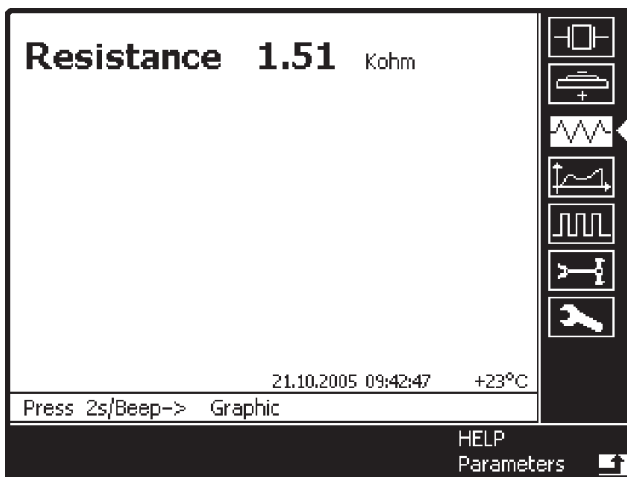 Resistance 1.51 Kohm
21.10.2005 09:42:47 +23°C
Press 2s/Beep-> Graphic
HELP
Parameters